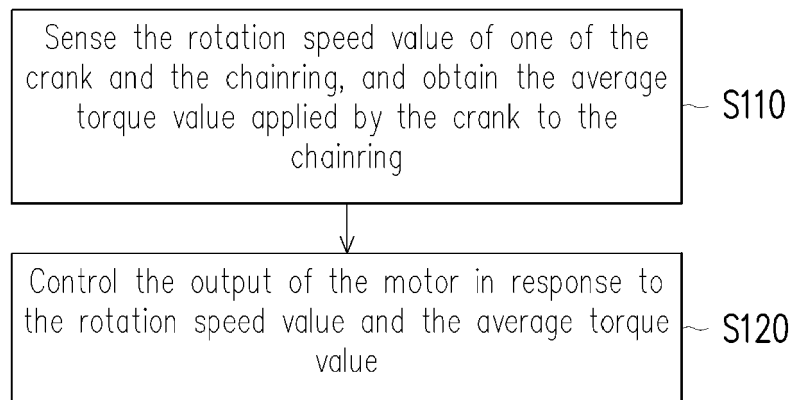 Sense the rotation speed value of one of the
crank and the chainring, and obtain the average
torque value applied by the crank to the
chainring
S110
Control the output of the motor in response to
the rotation speed value and the average torque
value
S120